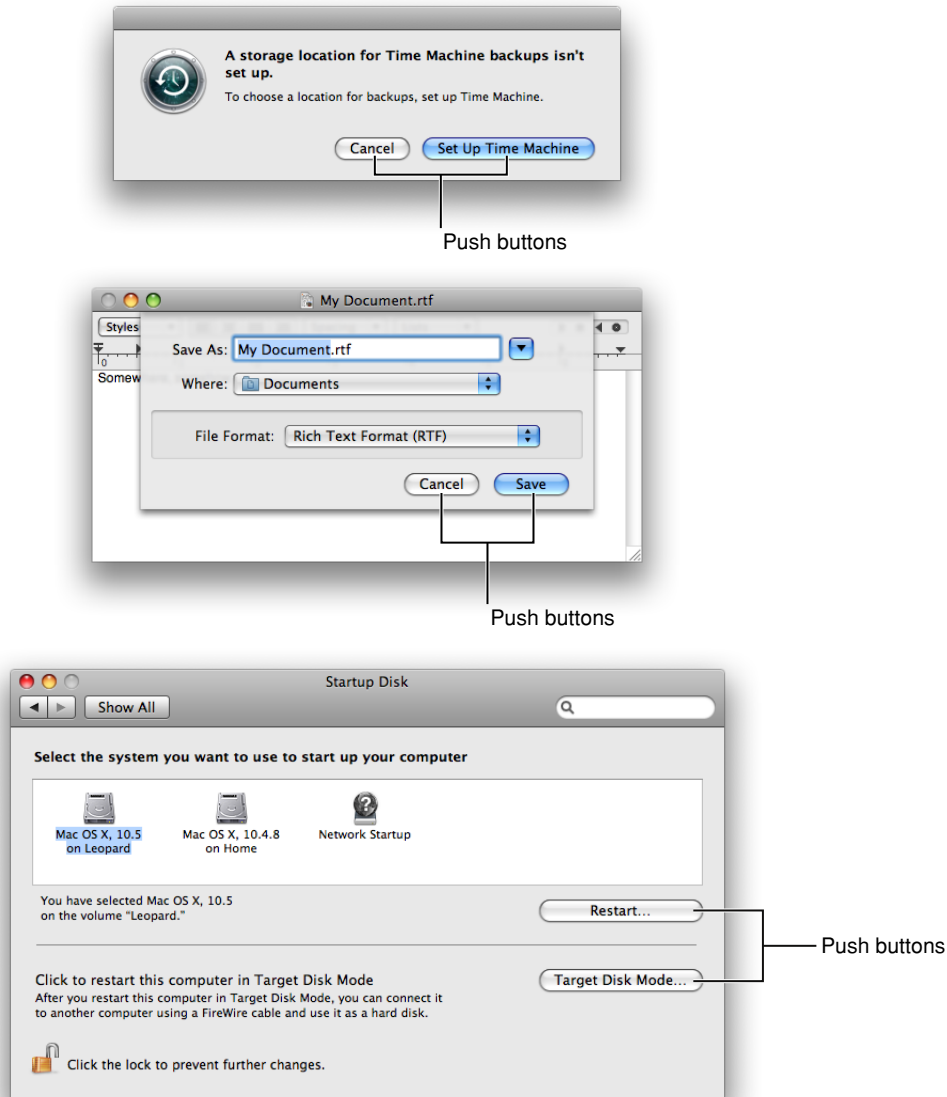 A storage location for Time Machine backups isn't
set up.
To choose a location for backups, set up Time Machine.
Cancel
Set Up Time Machine
Push buttons
My Document.rtf
Styles
Save As: My Document.rtf
0
Somew
Where: Documents
File Format: Rich Text Format (RTF)
Cancel
Save
Push buttons
Startup Disk
Show All
Select the system you want to use to start up your computer
Mac OS X, 10.5
on Leopard
Mac OS X, 10.4.8
on Home
Network Startup
You have selected Mac OS X, 10.5
on the volume “Leopard.”
Restart...
Push buttons
Click to restart this computer in Target Disk Mode
After you restart this computer in Target Disk Mode, you can connect it
to another computer using a FireWire cable and use it as a hard disk.
Target Disk Mode...
Click the lock to prevent further changes.